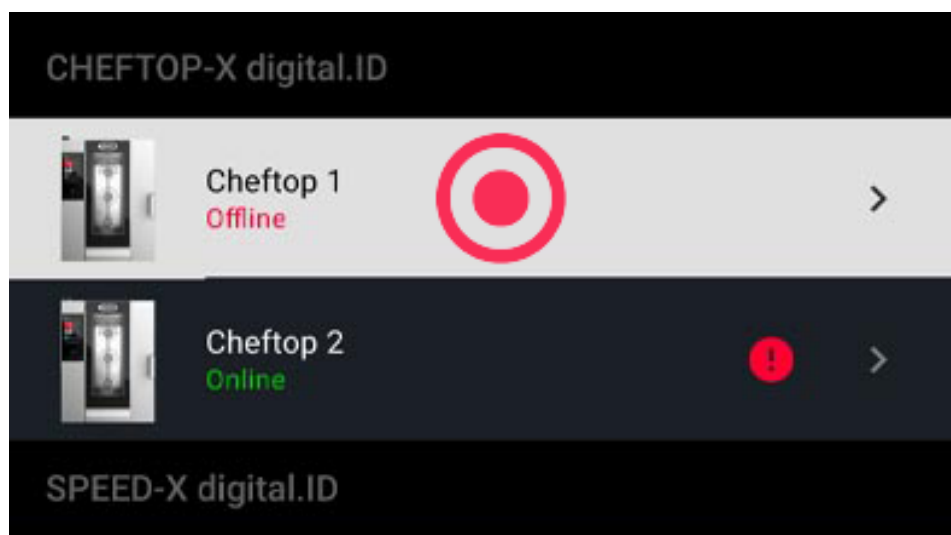 CHEFTOP-X digital.ID
Cheftop 1
Offline
Cheftop 2
Online
!
SPEED-X digital.ID